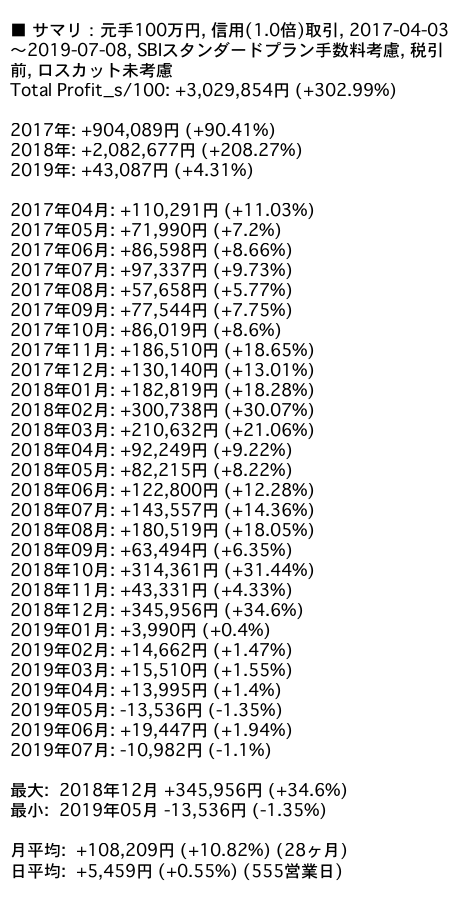 ■ サマリ：元手100万円, 信用(1.0倍)取引, 2017-04-03
～2019-07-08, SBIスタンダードプラン手数料考慮, 税引
前, ロスカット未考慮
Total Profit_s/100: +3,029,854円 (+302.99%)
2017年: +904,089円 (+90.41%)
2018年: +2,082,677円 (+208.27%)
2019年: +43,087円 (+4.31%)
2017年04月: +110,291円 (+11.03%)
2017年05月: +71,990円 (+7.2%)
2017年06月: +86,598円 (+8.66%)
2017年07月: +97,337円 (+9.73%)
2017年08月: +57,658円 (+5.77%)
2017年09月: +77,544円 (+7.75%)
2017年10月: +86,019円 (+8.6%)
2017年11月: +186,510円 (+18.65%)
2017年12月: +130,140円 (+13.01%)
2018年01月: +182,819円 (+18.28%)
2018年02月: +300,738円 (+30.07%)
2018年03月: +210,632円 (+21.06%)
2018年04月: +92,249円 (+9.22%)
2018年05月: +82,215円 (+8.22%)
2018年06月: +122,800円 (+12.28%)
2018年07月: +143,557円 (+14.36%)
2018年08月: +180,519円 (+18.05%)
2018年09月: +63,494円 (+6.35%)
2018年10月: +314,361円 (+31.44%)
2018年11月: +43,331円 (+4.33%)
2018年12月: +345,956円 (+34.6%)
2019年01月: +3,990円 (+0.4%)
2019年02月: +14,662円 (+1.47%)
2019年03月: +15,510円 (+1.55%)
2019年04月: +13,995円 (+1.4%)
2019年05月: -13,536円 (-1.35%)
2019年06月: +19,447円 (+1.94%)
2019年07月: -10,982円 (-1.1%)
最大: 2018年12月 +345,956円 (+34.6%)
最小: 2019年05月 -13,536円 (-1.35%)
月平均: +108,209円 (+10.82%) (28ヶ月)
日平均: +5,459円 (+0.55%) (555営業日)